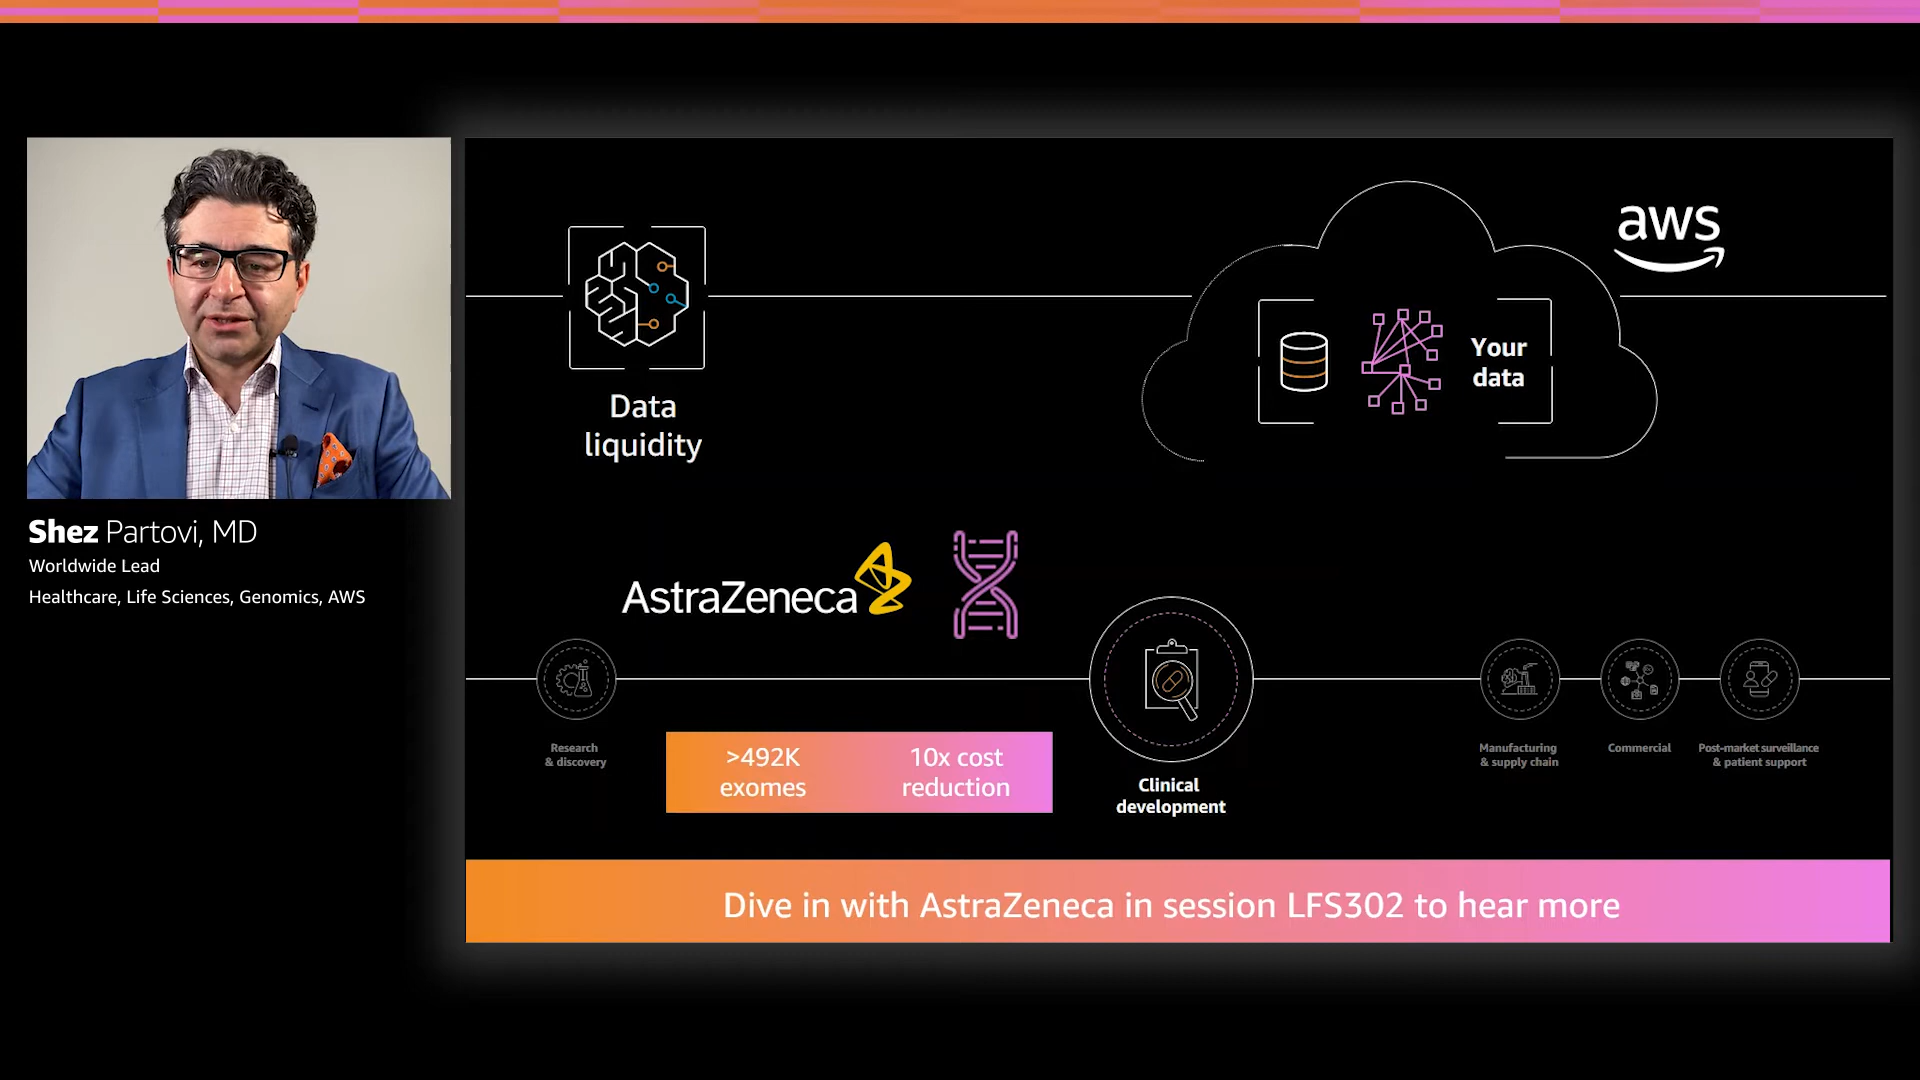 Shez Partovi, MD
Worldwide Lead
Healthcare, Life Sciences, Genomics, AWS
aws
Data
liquidity
Your
data
AstraZeneca
Research
& discovery
>492K
exomes
10x cost
reduction
Clinical
development
Manufacturing
& supply chain
Commercial
Post-market surveillance
& patient support
Dive in with AstraZeneca in session LFS302 to hear more